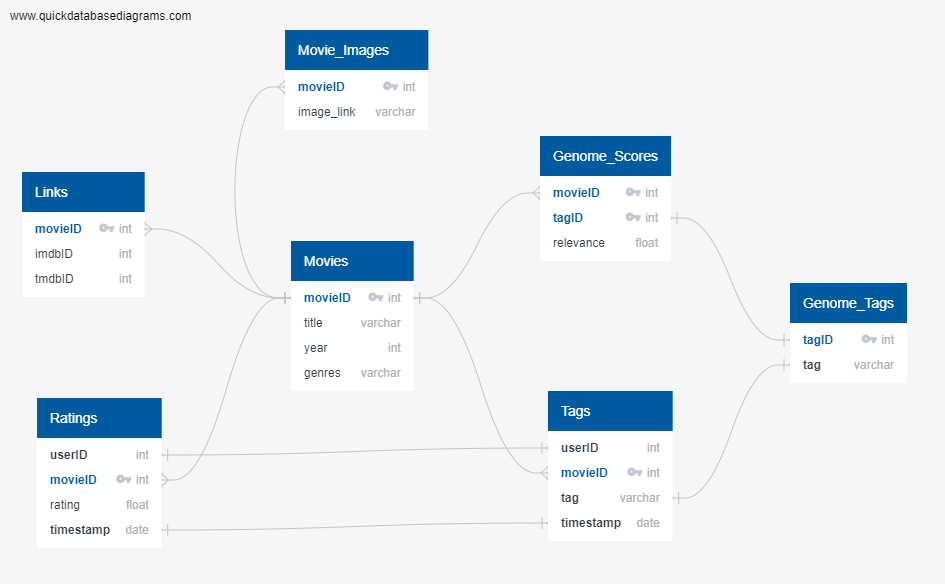 www.quickdatabasediagrams.com
Movie_Images
movieID int
image_link varchar
Genome_Scores
movieID int
tagID int
relevance float
Links
movieID int
imdbID int
tmdbID int
Movies
movieID int
title varchar
year int
genres varchar
Genome_Tags
tagID int
tag varchar
Ratings
userID int
movieID int
rating float
timestamp date
Tags
userID int
movieID int
tag varchar
timestamp date